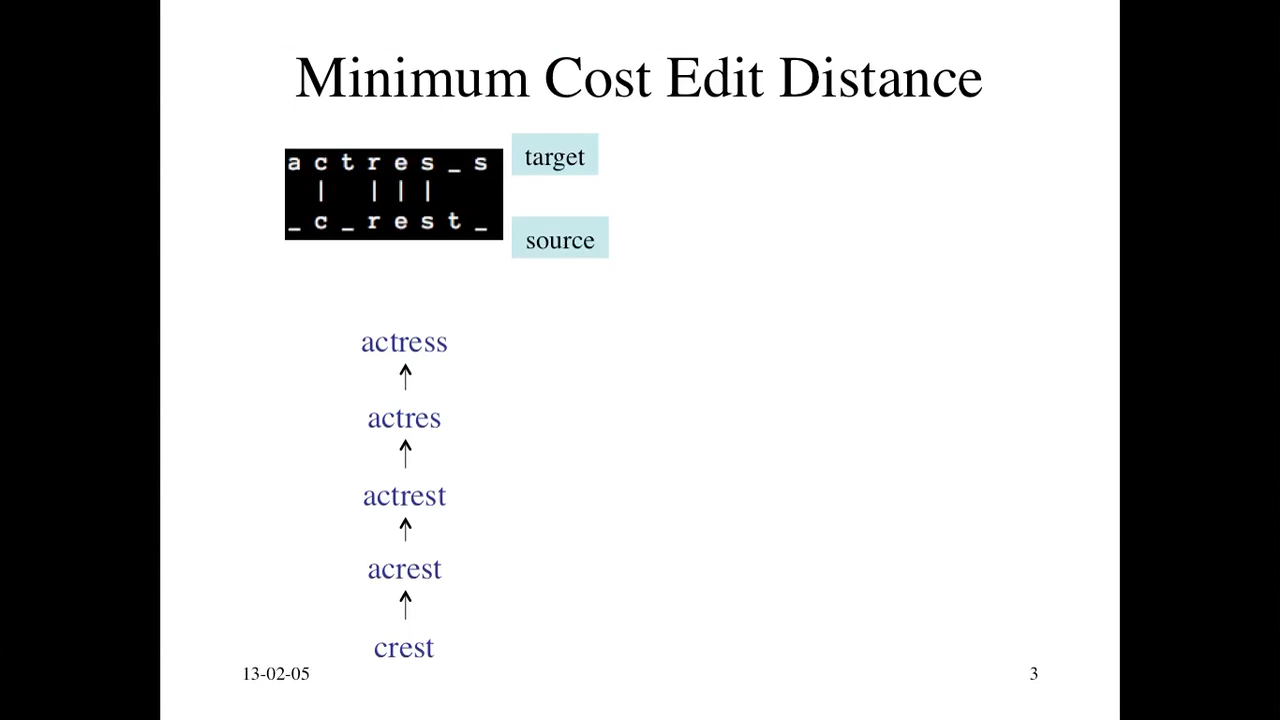 Minimum Cost Edit Distance
a c t r e s _ s
| | | |
_ c _ r e s t _
target
source
actress
actres
actrest
acrest
crest
13-02-05
3